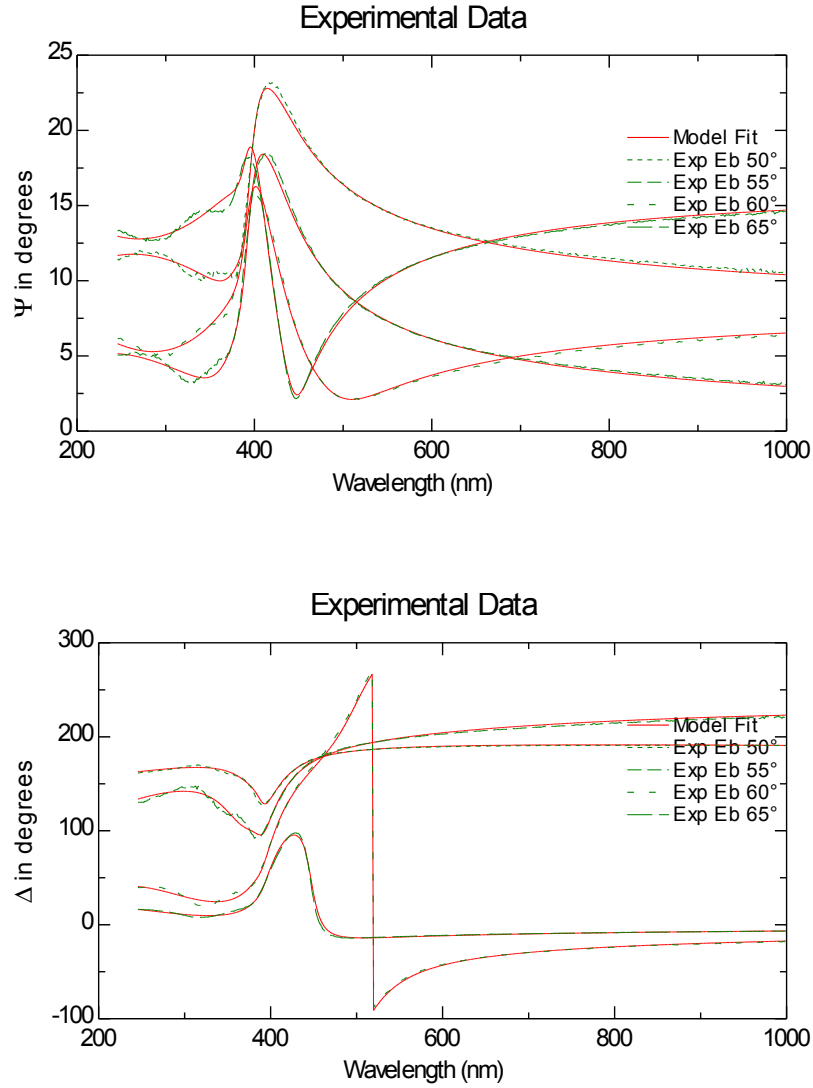 Experimental Data
25
20
15
10
5
0
Ψ in degrees
Model Fit
Exp Eb 50°
Exp Eb 55°
Exp Eb 60°
Exp Eb 65°
200 400 600 800 1000
Wavelength (nm)
Experimental Data
300
200
100
0
-100
Δ in degrees
Model Fit
Exp Eb 50°
Exp Eb 55°
Exp Eb 60°
Exp Eb 65°
200 400 600 800 1000
Wavelength (nm)